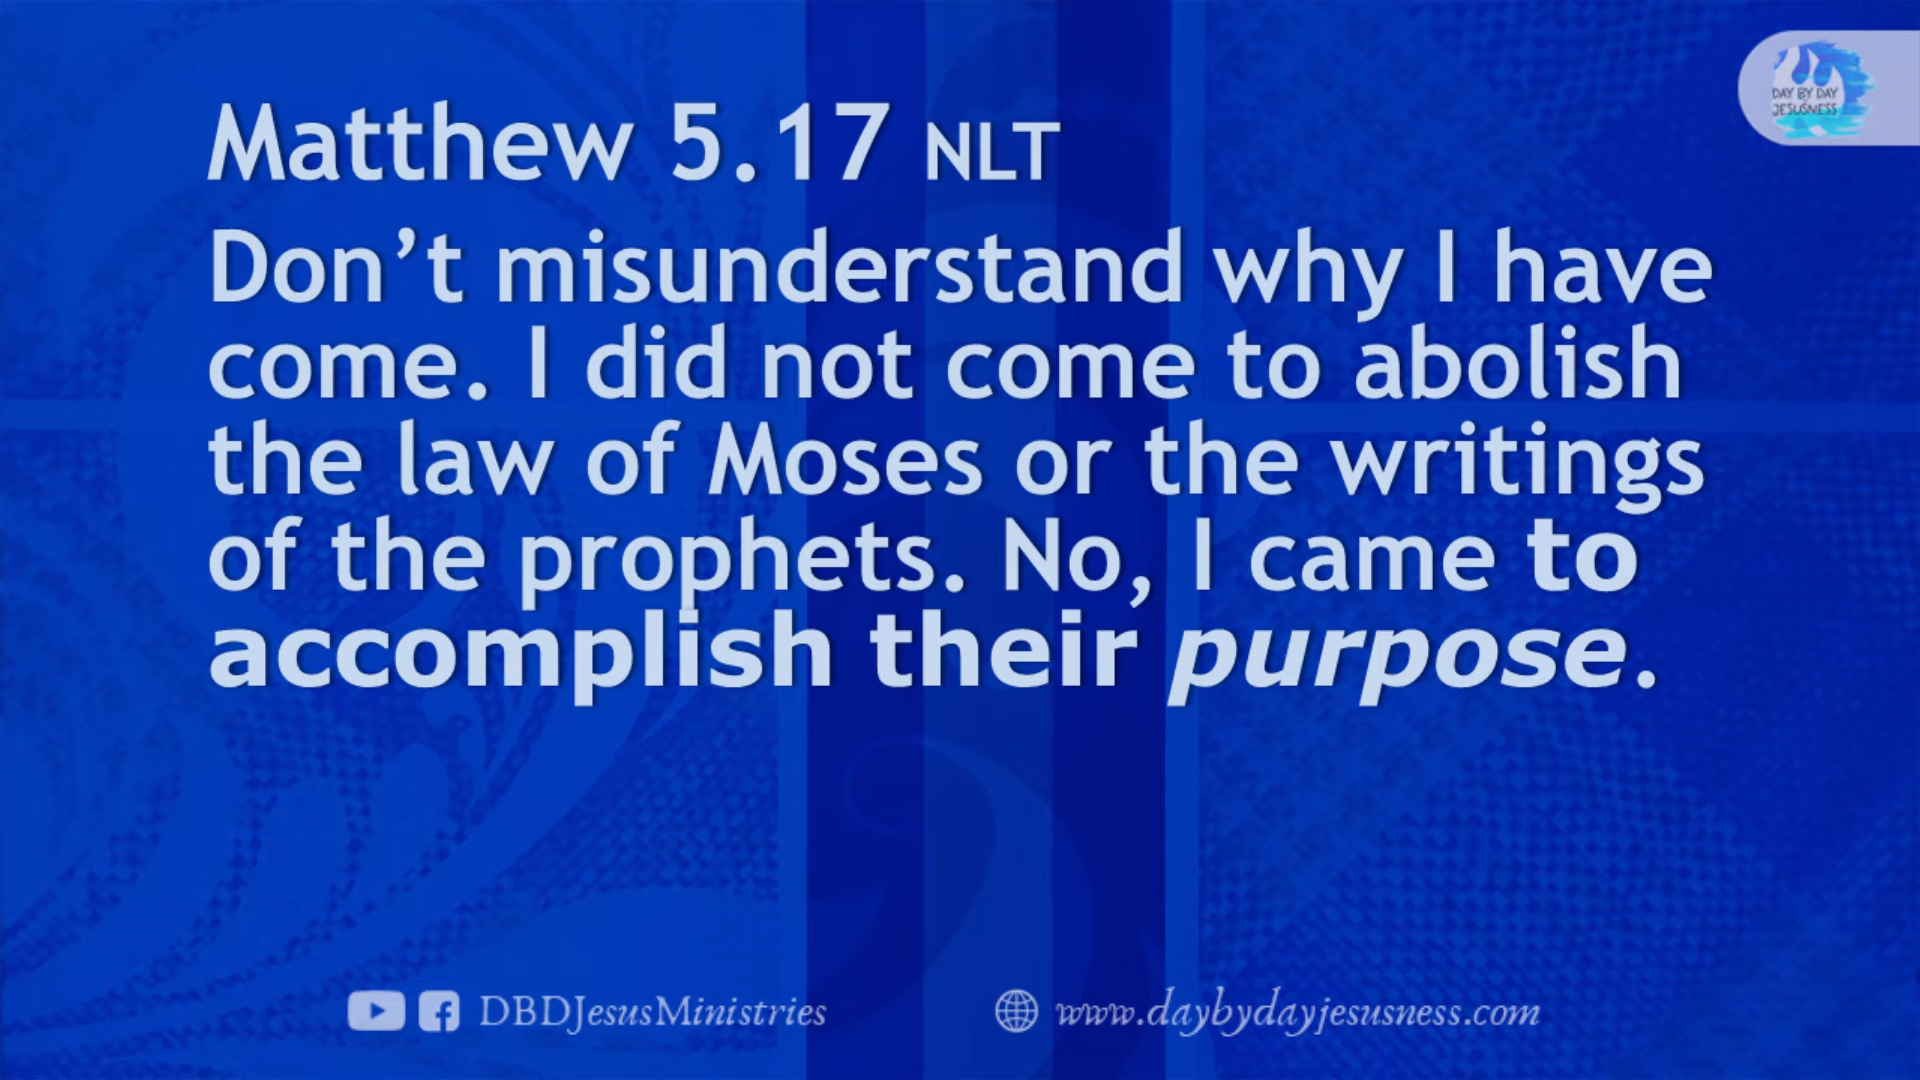 DAY BY DAY
JESUSNESS
Matthew 5.17 NLT
Don’t misunderstand why I have
come. I did not come to abolish
the law of Moses or the writings
of the prophets. No, I came to
accomplish their purpose.
DBDJesusMinistries
www.daybydayjesusness.com